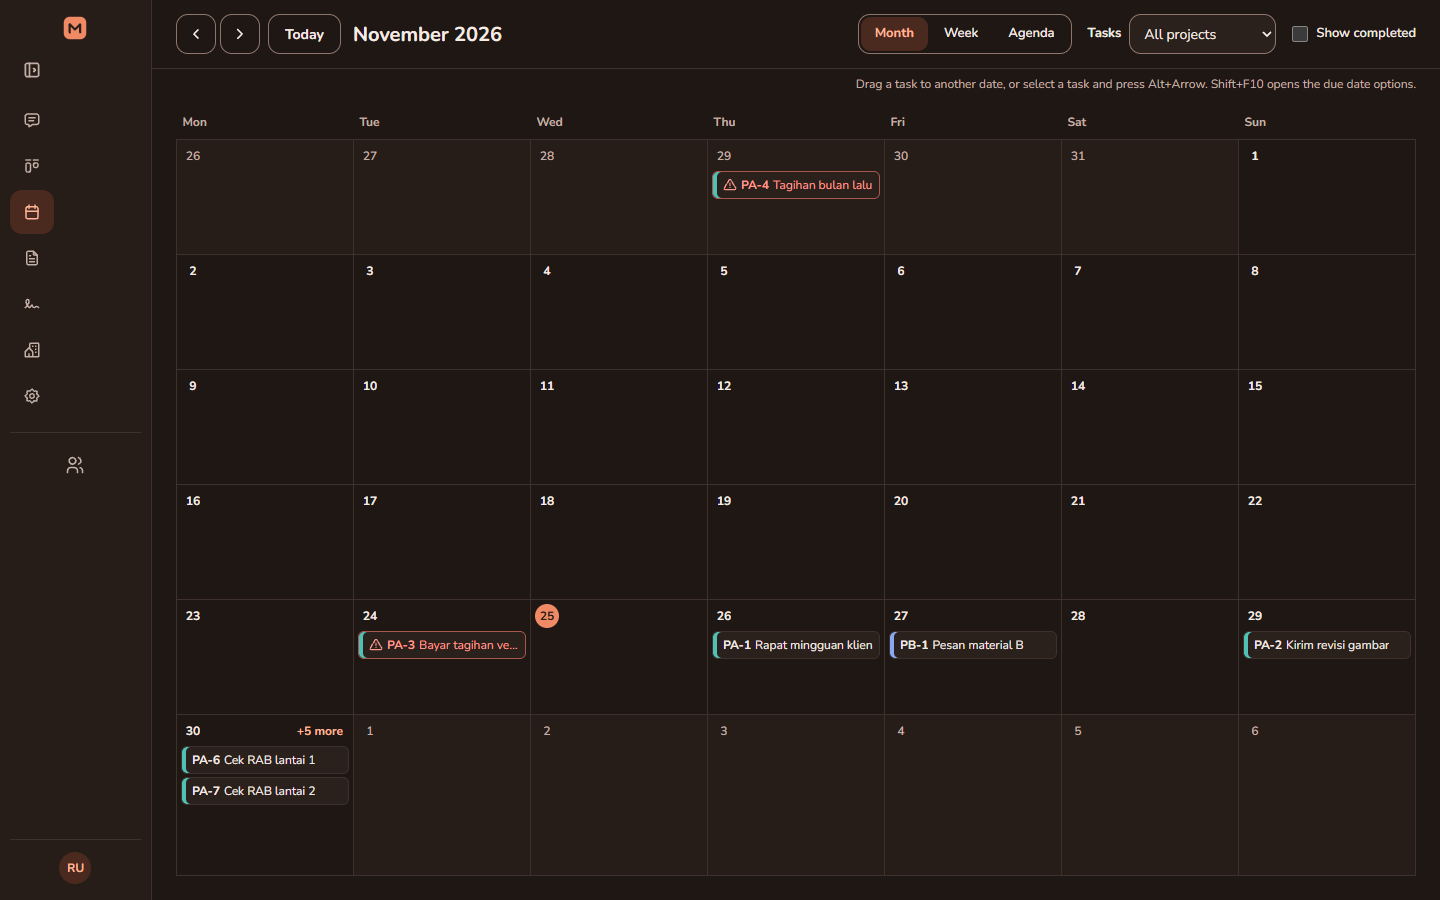 M
Today
November 2026
Month
Week
Agenda
Tasks
All projects
Show completed
Drag a task to another date, or select a task and press Alt+Arrow. Shift+F10 opens the due date options.
Mon Tue Wed Thu Fri Sat Sun
26 27 28 29 30 31 1
PA-4 Tagihan bulan lalu
2 3 4 5 6 7 8
9 10 11 12 13 14 15
16 17 18 19 20 21 22
23 24 25 26 27 28 29
PA-3 Bayar tagihan ve...
PA-1 Rapat mingguan klien
PB-1 Pesan material B
PA-2 Kirim revisi gambar
30 +5 more 1 2 3 4 5 6
PA-6 Cek RAB lantai 1
PA-7 Cek RAB lantai 2
RU